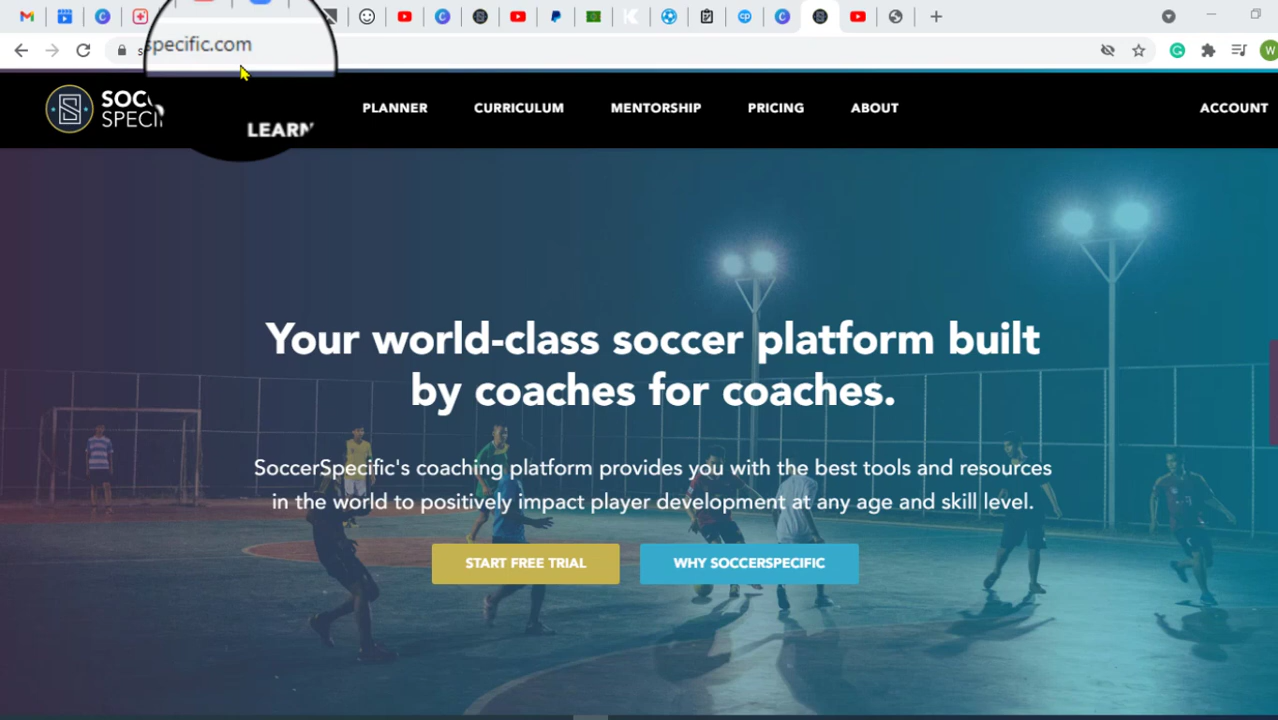 specific.com
SOC
SPECI
LEARN
PLANNER
CURRICULUM
MENTORSHIP
PRICING
ABOUT
ACCOUNT
Your world-class soccer platform built
by coaches for coaches.
SoccerSpecific's coaching platform provides you with the best tools and resources
in the world to positively impact player development at any age and skill level.
START FREE TRIAL
WHY SOCCERSPECIFIC